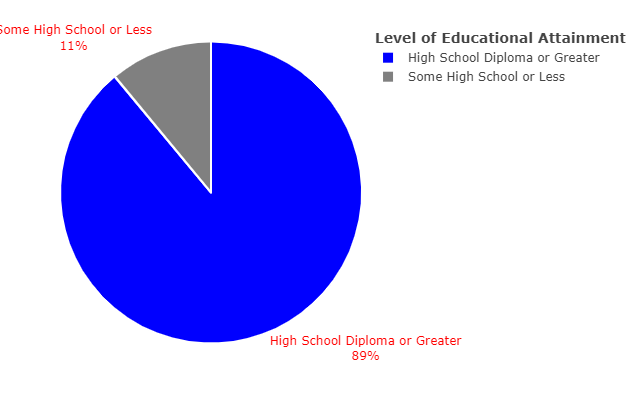 Some High School or Less
11%
Level of Educational Attainment
High School Diploma or Greater
Some High School or Less
High School Diploma or Greater
89%